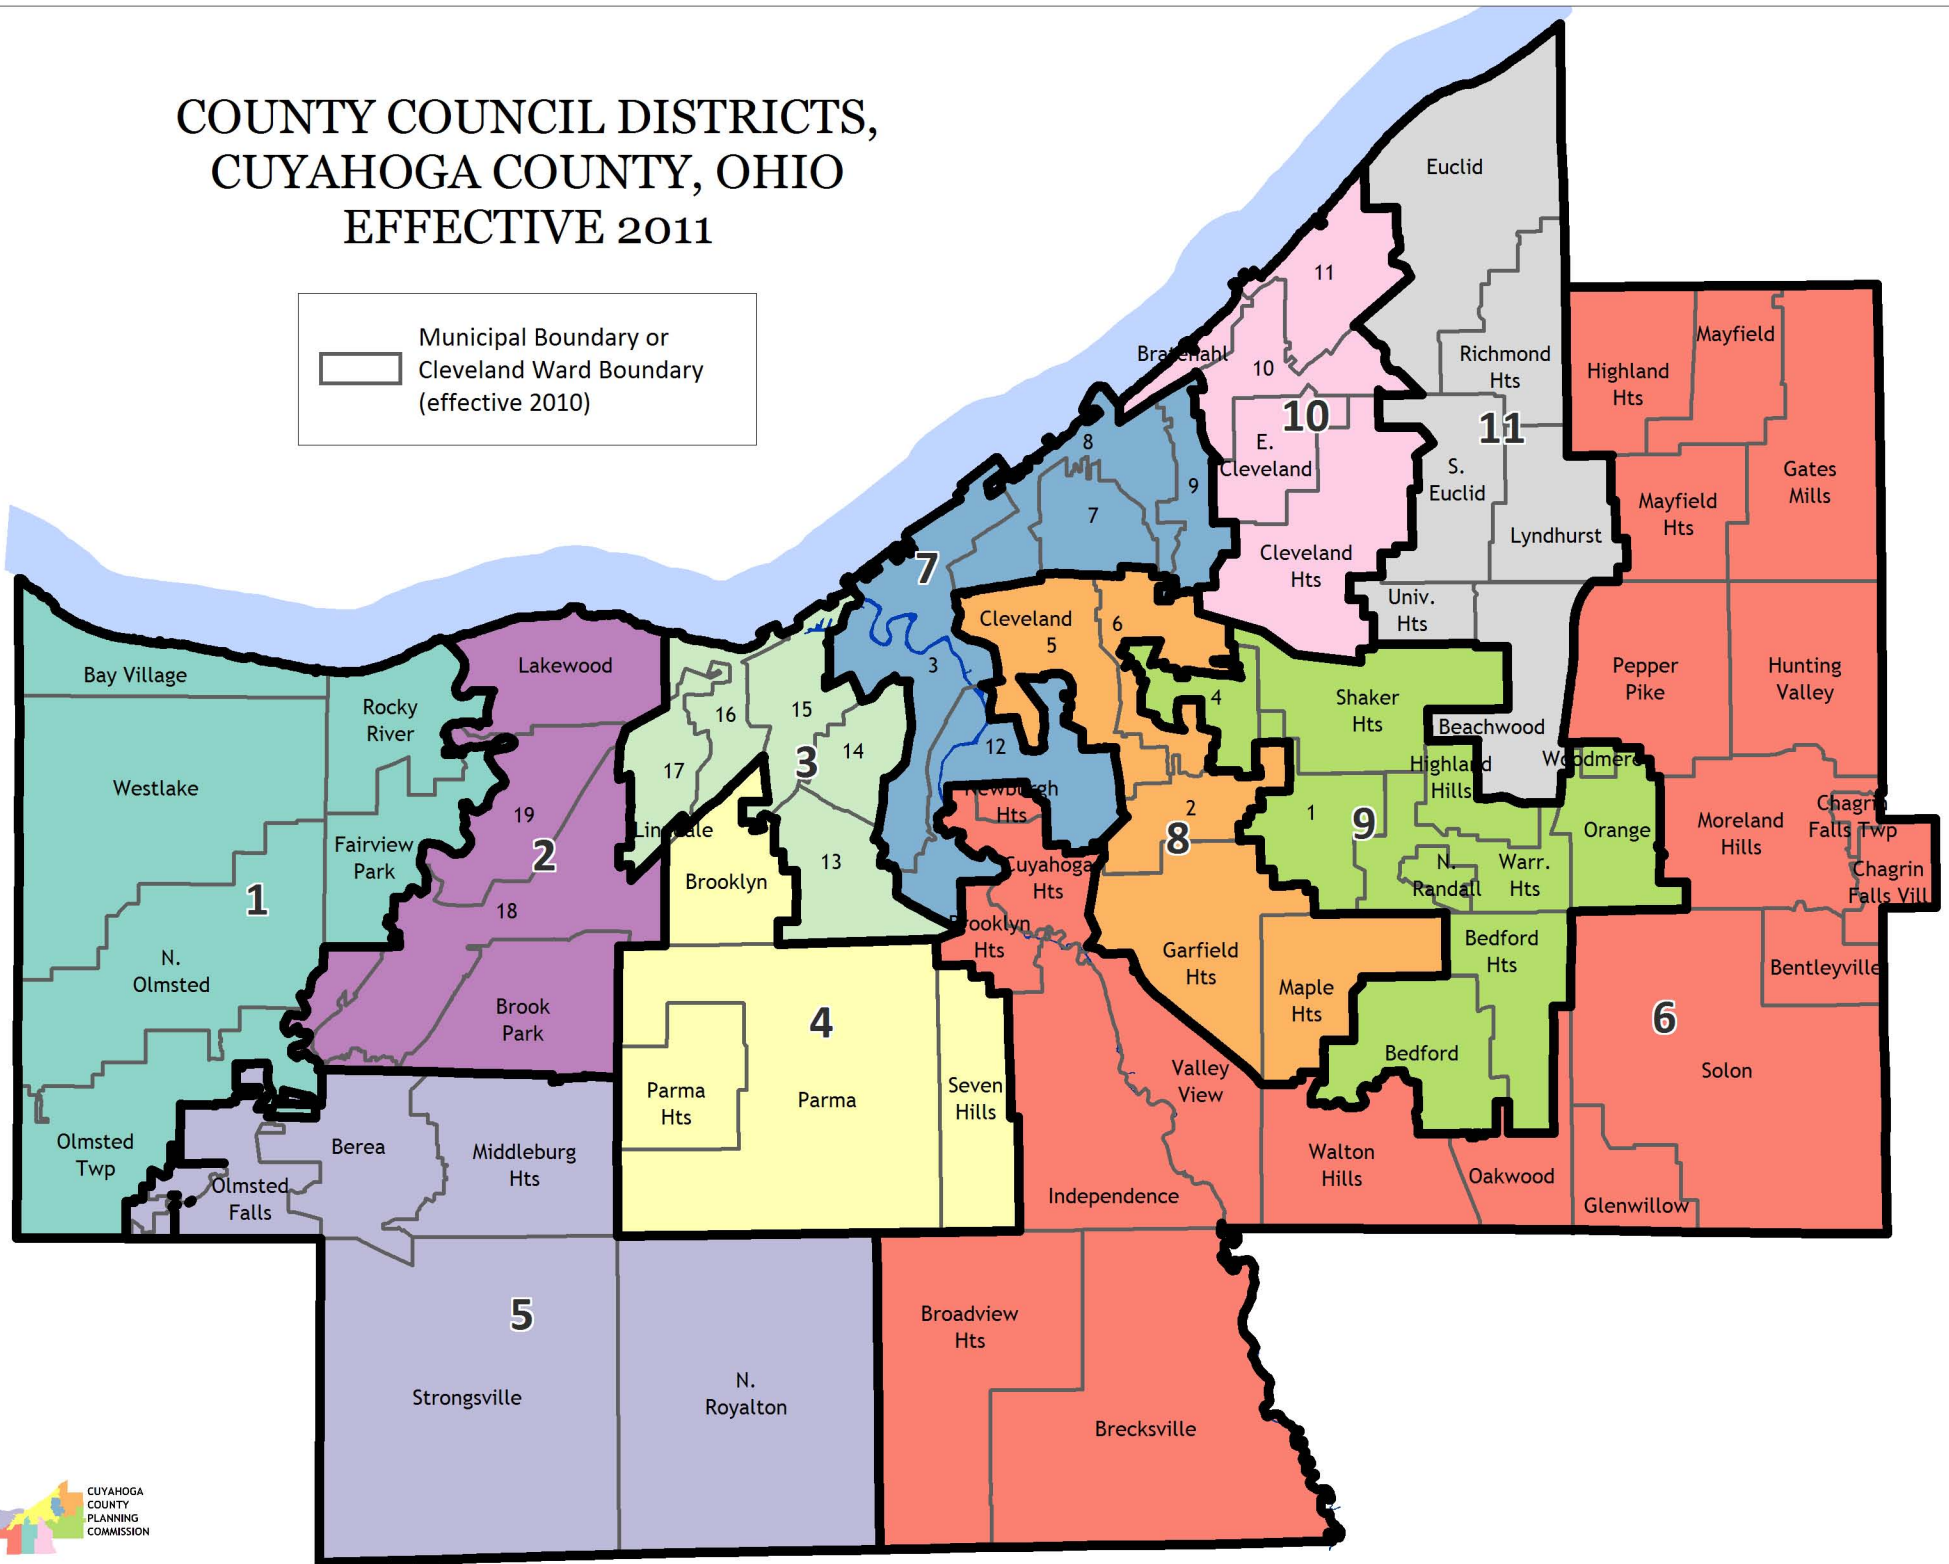 COUNTY COUNCIL DISTRICTS,
CUYAHOGA COUNTY, OHIO
EFFECTIVE 2011
Municipal Boundary or
Cleveland Ward Boundary
(effective 2010)
Euclid
11
Bratenahl
10
Richmond
Hts
10
11
E.
Cleveland
S.
Euclid
Lyndhurst
Cleveland
Hts
Univ.
Hts
Mayfield
Highland
Hts
Gates
Mills
Mayfield
Hts
Pepper
Pike
Hunting
Valley
8
9
7
7
Cleveland
5
6
3
4
12
Shaker
Hts
Beachwood
Woodmere
Highland
Hills
Bay Village
Rocky
River
Lakewood
Westlake
Fairview
Park
1
N.
Olmsted
Olmsted
Twp
19
2
18
Brook
Park
16
15
14
17
3
Linndale
13
Brooklyn
Newburgh
Hts
Cuyahoga
Hts
Brooklyn
Hts
2
8
1
9
Orange
N.
Randall
Warr.
Hts
Moreland
Hills
Chagrin
Falls Twp
Chagrin
Falls Vill
Garfield
Hts
Maple
Hts
Bedford
Hts
Bedford
Bentleyville
6
Solon
4
Parma
Hts
Parma
Seven
Hills
Valley
View
Independence
Walton
Hills
Oakwood
Glenwillow
Berea
Middleburg
Hts
Olmsted
Falls
5
Strongsville
N.
Royalton
Broadview
Hts
Brecksville
CUYAHOGA
COUNTY
PLANNING
COMMISSION